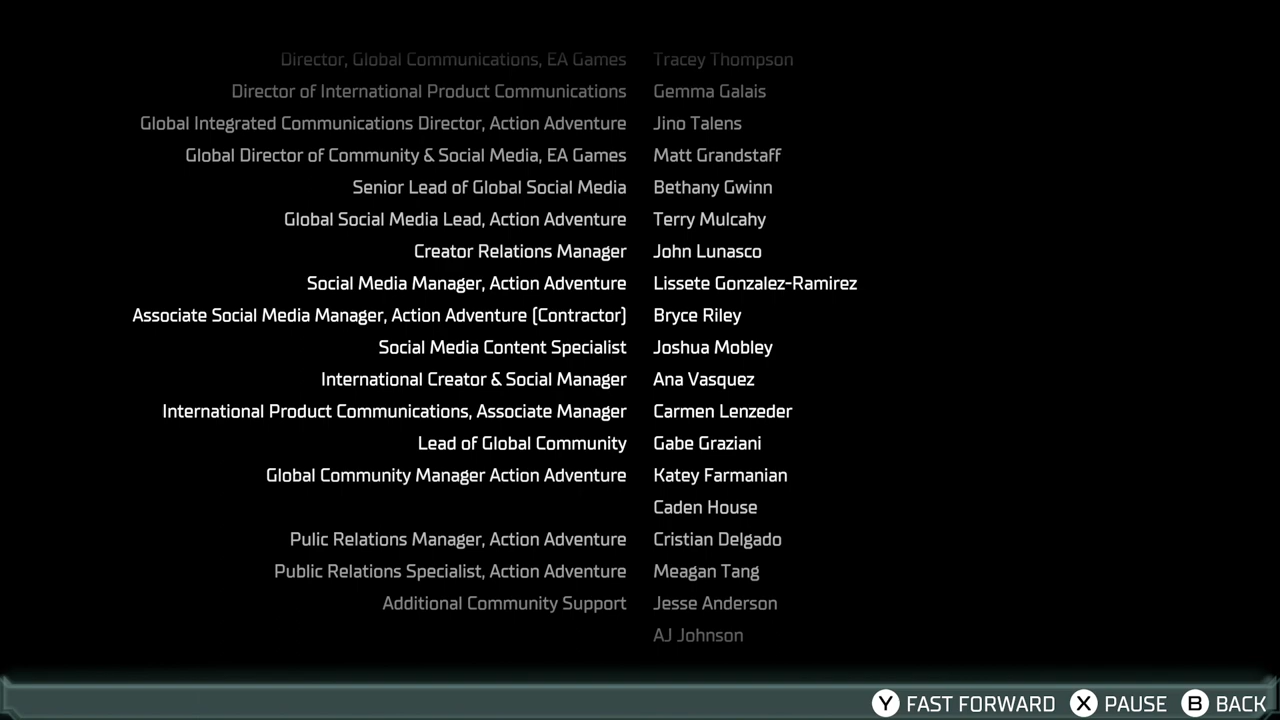 Director, Global Communications, EA Games Tracey Thompson
Director of International Product Communications Gemma Galais
Global Integrated Communications Director, Action Adventure Jino Talens
Global Director of Community & Social Media, EA Games Matt Grandstaff
Senior Lead of Global Social Media Bethany Gwinn
Global Social Media Lead, Action Adventure Terry Mulcahy
Creator Relations Manager John Lunasco
Social Media Manager, Action Adventure Lissete Gonzalez-Ramirez
Associate Social Media Manager, Action Adventure (Contractor) Bryce Riley
Social Media Content Specialist Joshua Mobley
International Creator & Social Manager Ana Vasquez
International Product Communications, Associate Manager Carmen Lenzeder
Lead of Global Community Gabe Graziani
Global Community Manager Action Adventure Katey Farmanian
Caden House
Pulic Relations Manager, Action Adventure Cristian Delgado
Public Relations Specialist, Action Adventure Meagan Tang
Additional Community Support Jesse Anderson
AJ Johnson
Y FAST FORWARD X PAUSE B BACK